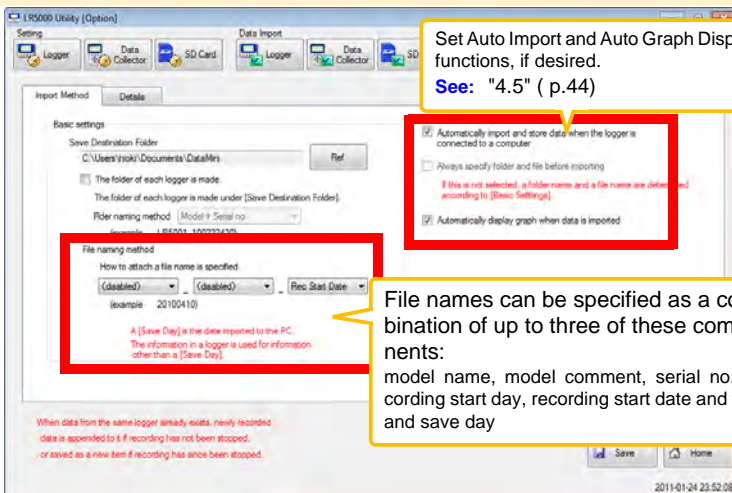 LR5000 Utility [Option]
Setting
Data Import
Logger
Data
Collector
SD Card
Logger
Data
Collector
SD
Set Auto Import and Auto Graph Disp
functions, if desired.
See: "4.5" ( p.44)
Import Method
Details
Basic settings
Save Destination Folder
C:\Users\hioki\Documents\DataMini
Ref
The folder of each logger is made.
The folder of each logger is made under [Save Destination Folder].
Flder naming method
Model + Serial no.
(example LR5001_100223430)
Automatically import and store data when the logger is
connected to a computer
Always specify folder and file before importing
If this is not selected, a folder name and a file name are determined
according to [Basic Settings].
Automatically display graph when data is imported
File naming method
How to attach a file name is specified.
(disabled) _ (disabled) _ Rec Start Date
(example 20100410)
A [Save Day] is the date imported to the PC.
The information in a logger is used for information
other than a [Save Day].
File names can be specified as a co
bination of up to three of these com
nents:
model name, model comment, serial no.
cording start day, recording start date and
and save day
When data from the same logger already exists, newly recorded
data is appended to it if recording has not been stopped,
or saved as a new item if recording has since been stopped.
Save
Home
2011-01-24 23:52:08